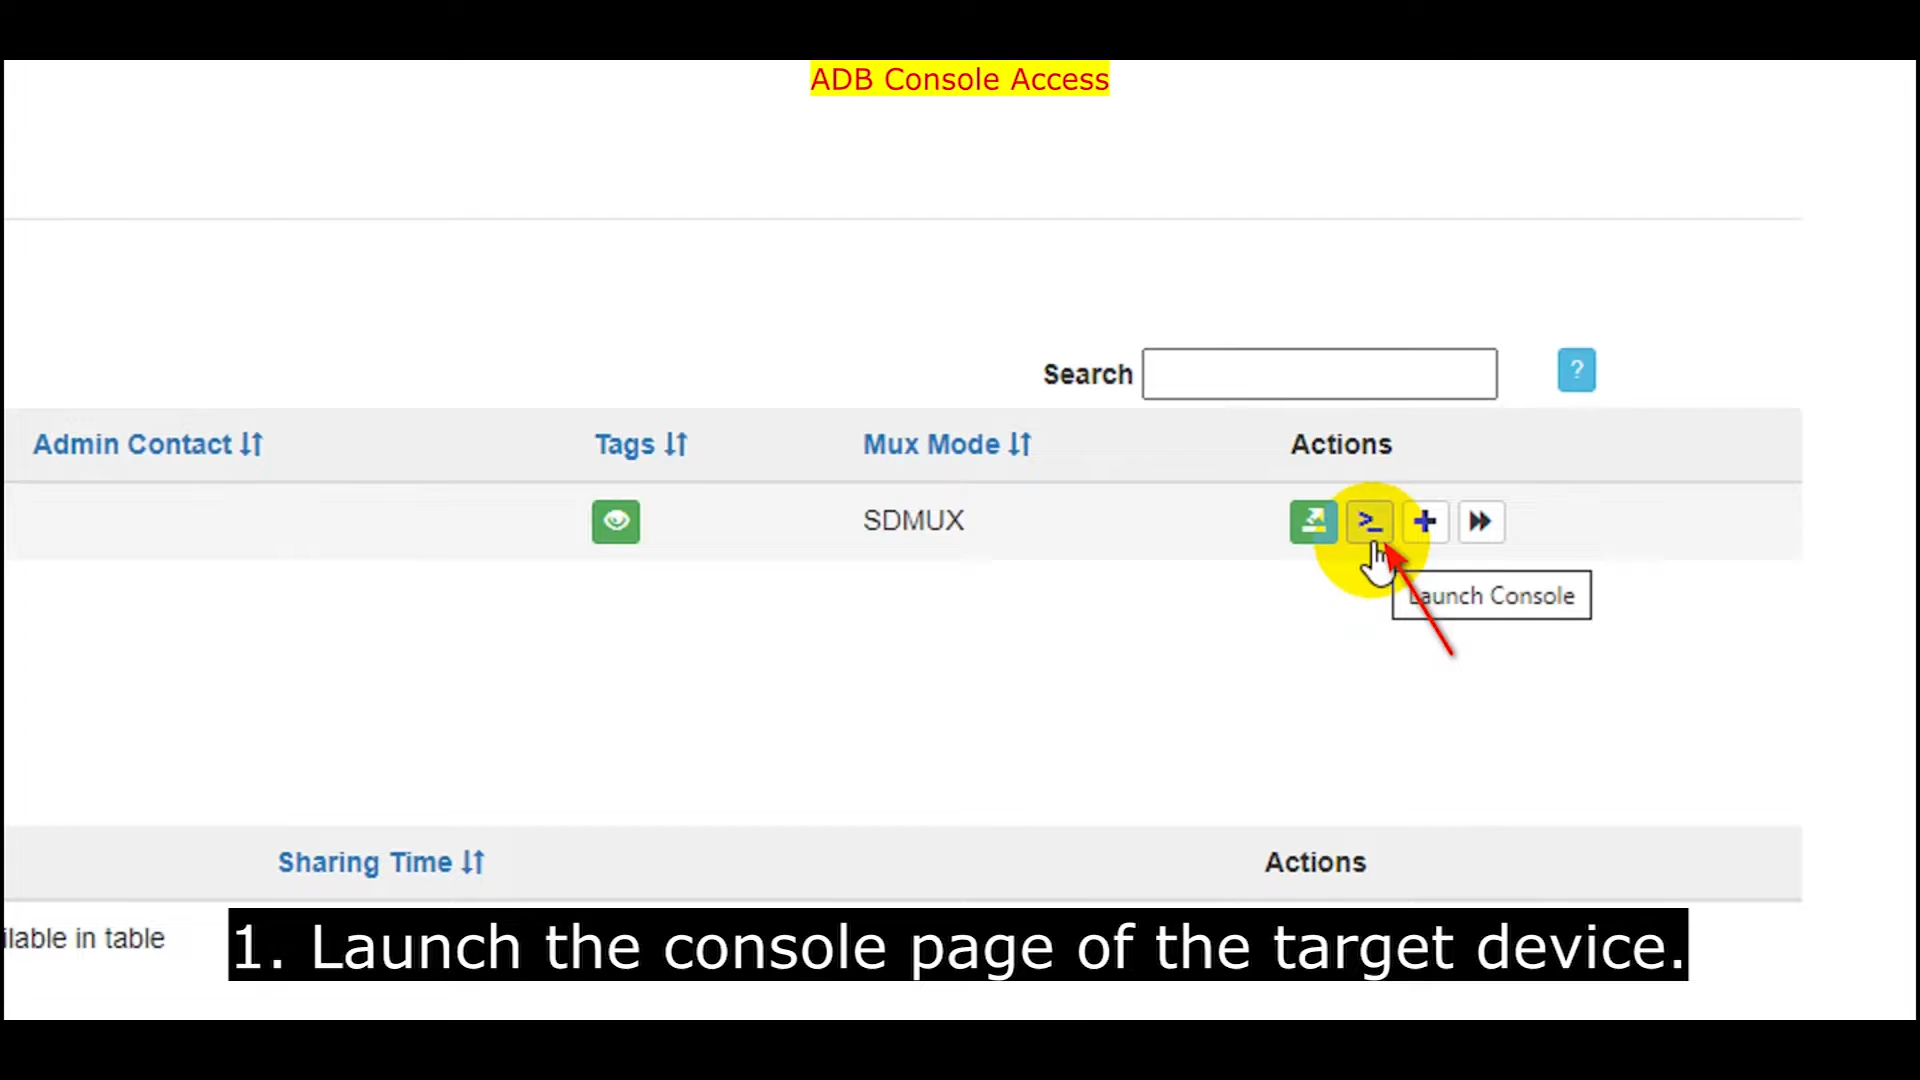 ADB Console Access
Search
?
Admin Contact
Tags
Mux Mode
Actions
SDMUX
>_
Launch Console
Sharing Time
Actions
ilable in table
1. Launch the console page of the target device.